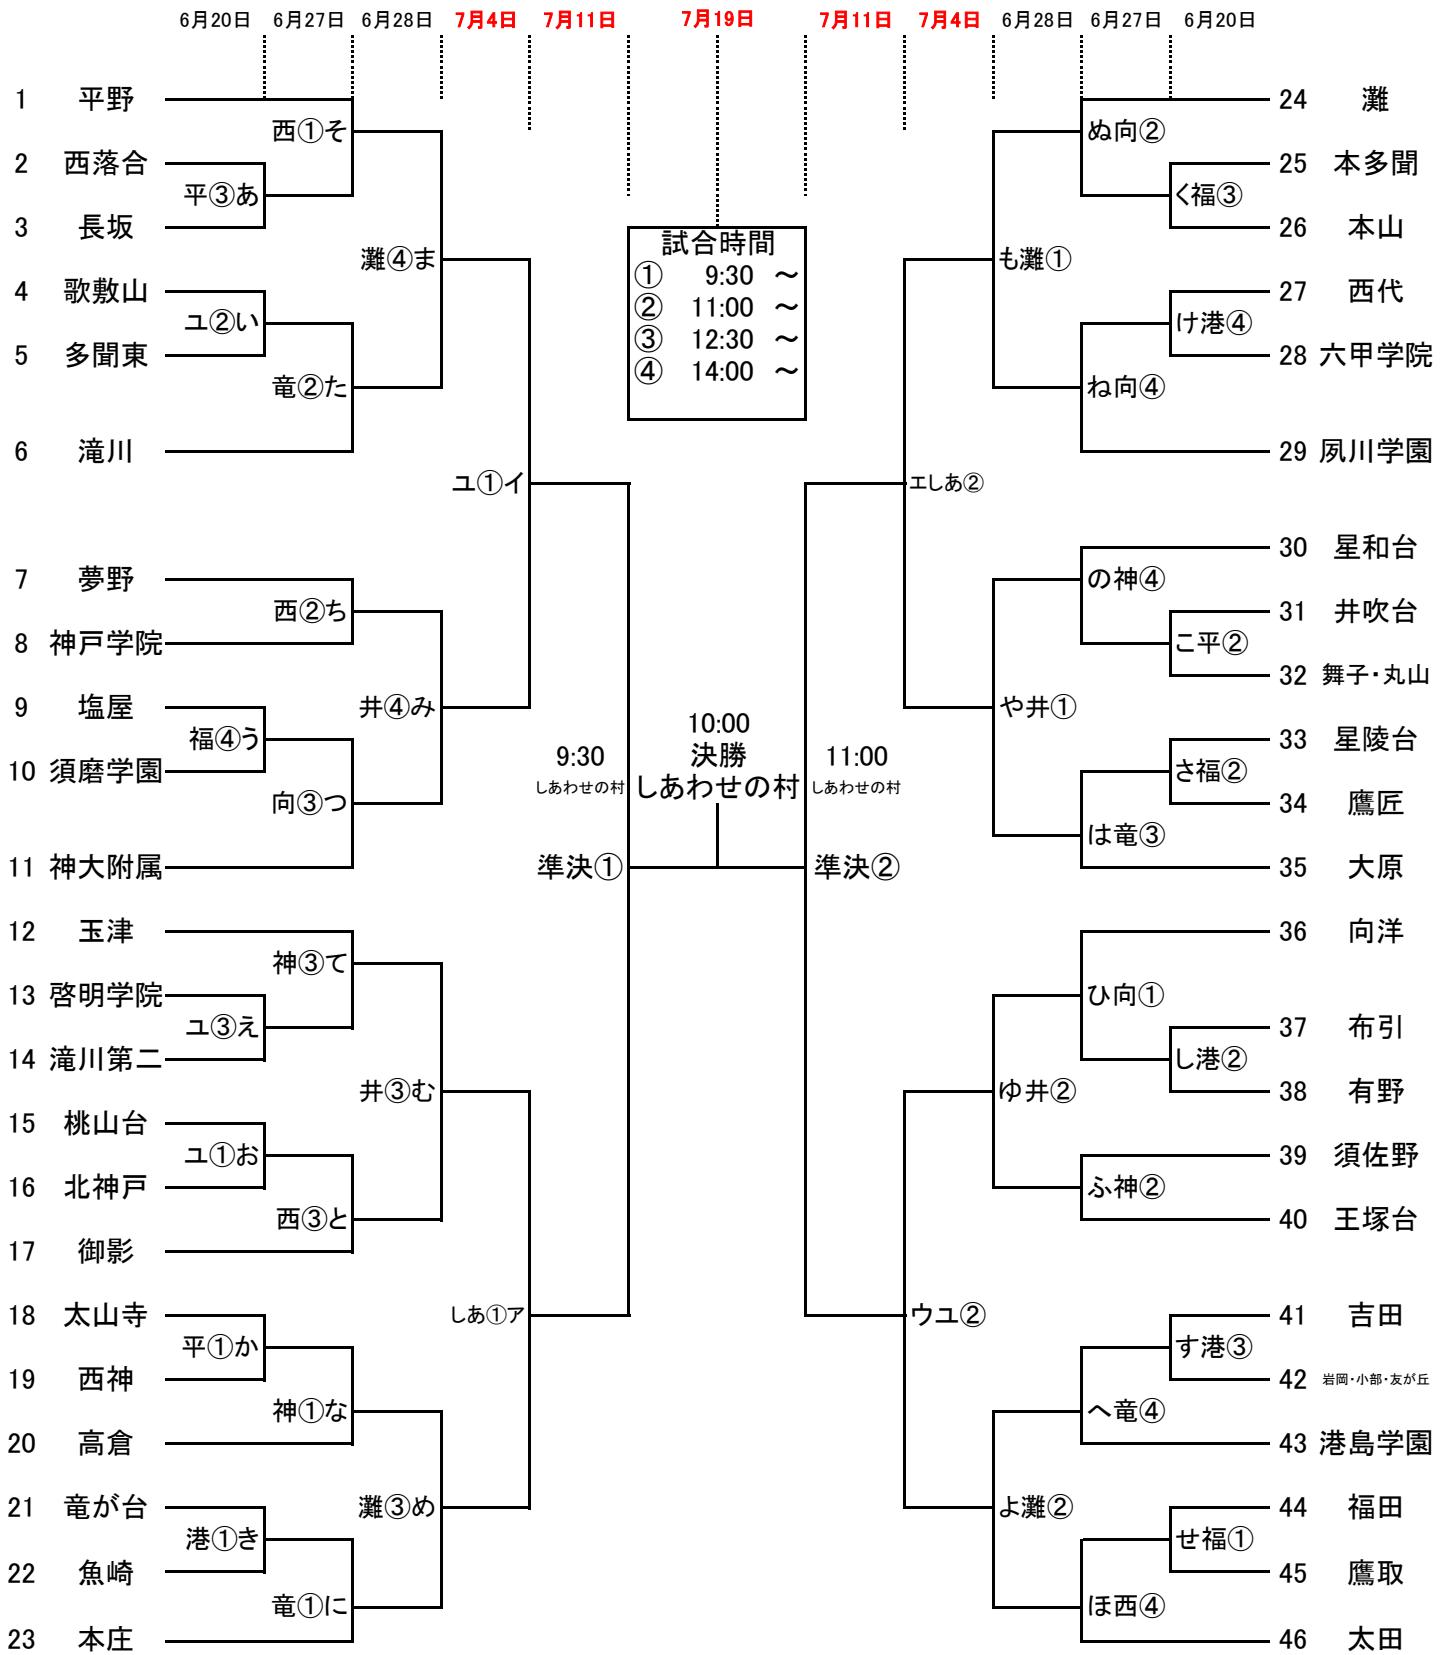 6月20日 6月27日 6月28日 7月4日 7月11日 7月19日 7月11日 7月4日 6月28日 6月27日 6月20日
1 平野
西①そ
2 西落合
平③あ
3 長坂
灘④ま
4 歌敷山
ユ②い
5 多聞東
竜②た
6 滝川
ユ①イ
7 夢野
西②ち
8 神戸学院
9 塩屋
井④み
福④う
10 須磨学園
向③つ
11 神大附属
12 玉津
神③て
13 啓明学院
ユ③え
14 滝川第二
井③む
15 桃山台
ユ①お
16 北神戸
西③と
17 御影
18 太山寺
しあ①ア
平①か
19 西神
神①な
20 高倉
21 竜が台
灘③め
港①き
22 魚崎
竜①に
23 本庄
試合時間
① 9:30 ～
② 11:00 ～
③ 12:30 ～
④ 14:00 ～
9:30
しあわせの村
準決①
10:00
決勝
しあわせの村
11:00
しあわせの村
準決②
24 灘
ぬ向②
25 本多聞
く福③
26 本山
も灘①
27 西代
け港④
28 六甲学院
ね向④
29 夙川学園
エしあ②
30 星和台
の神④
31 井吹台
こ平②
32 舞子・丸山
や井①
33 星陵台
さ福②
34 鷹匠
は竜③
35 大原
36 向洋
ひ向①
37 布引
し港②
38 有野
ゆ井②
39 須佐野
ふ神②
40 王塚台
41 吉田
ウユ②
す港③
42 岩岡・小部・友が丘
へ竜④
43 港島学園
44 福田
よ灘②
せ福①
45 鷹取
ほ西④
46 太田